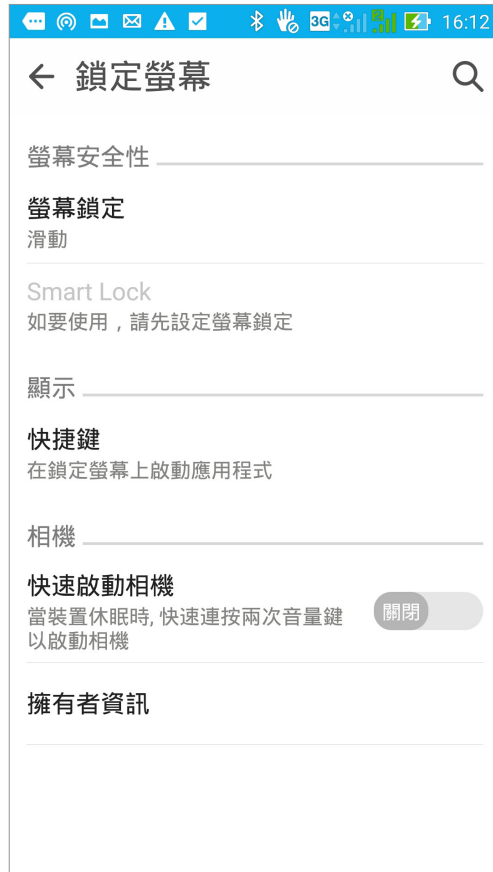 3G 16:12
鎖定螢幕
螢幕安全性
螢幕鎖定
滑動
Smart Lock
如要使用，請先設定螢幕鎖定
顯示
快捷鍵
在鎖定螢幕上啟動應用程式
相機
快速啟動相機
當裝置休眠時, 快速連按兩次音量鍵
以啟動相機
關閉
擁有者資訊